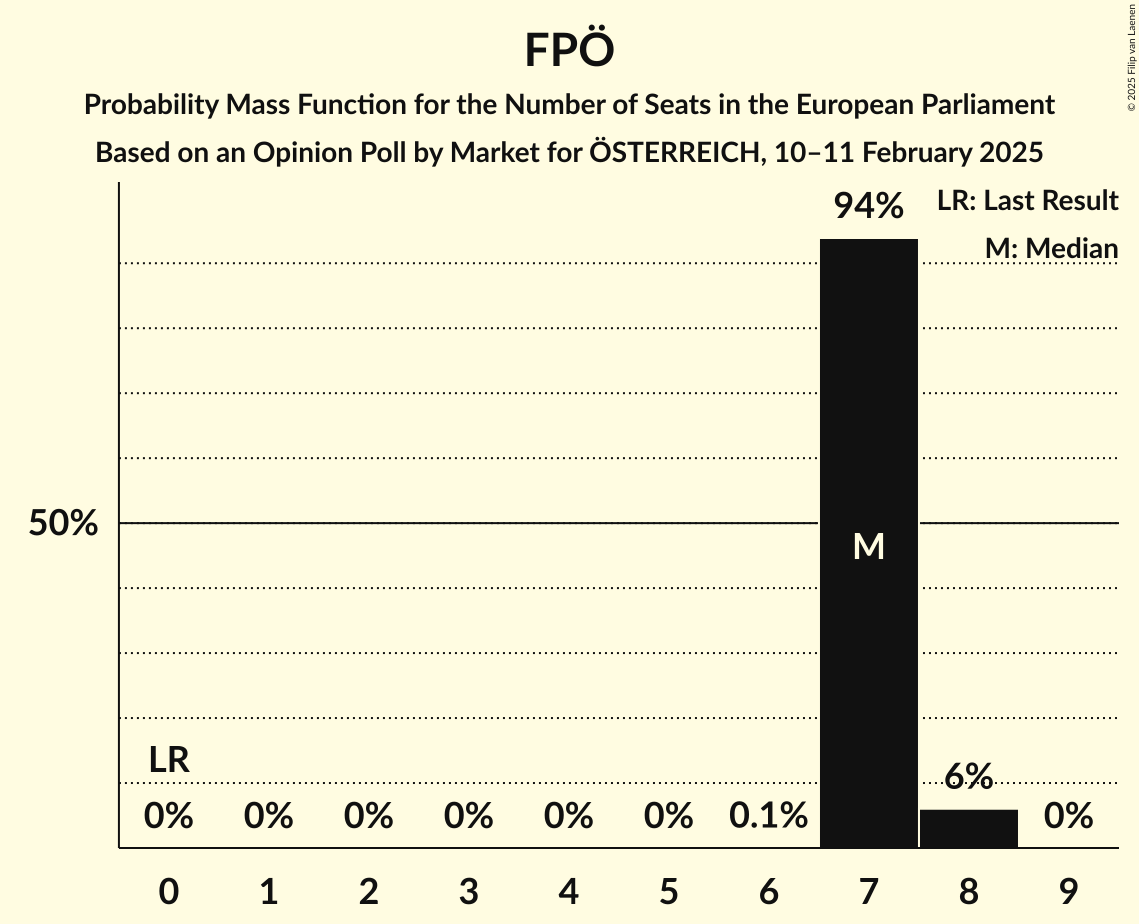 FPÖ
Probability Mass Function for the Number of Seats in the European Parliament
Based on an Opinion Poll by Market for ÖSTERREICH, 10–11 February 2025
© 2025 Filip van Laenen
LR: Last Result
M: Median
94%
50%
M
LR
6%
0% 0% 0% 0% 0% 0% 0.1% 0%
0 1 2 3 4 5 6 7 8 9